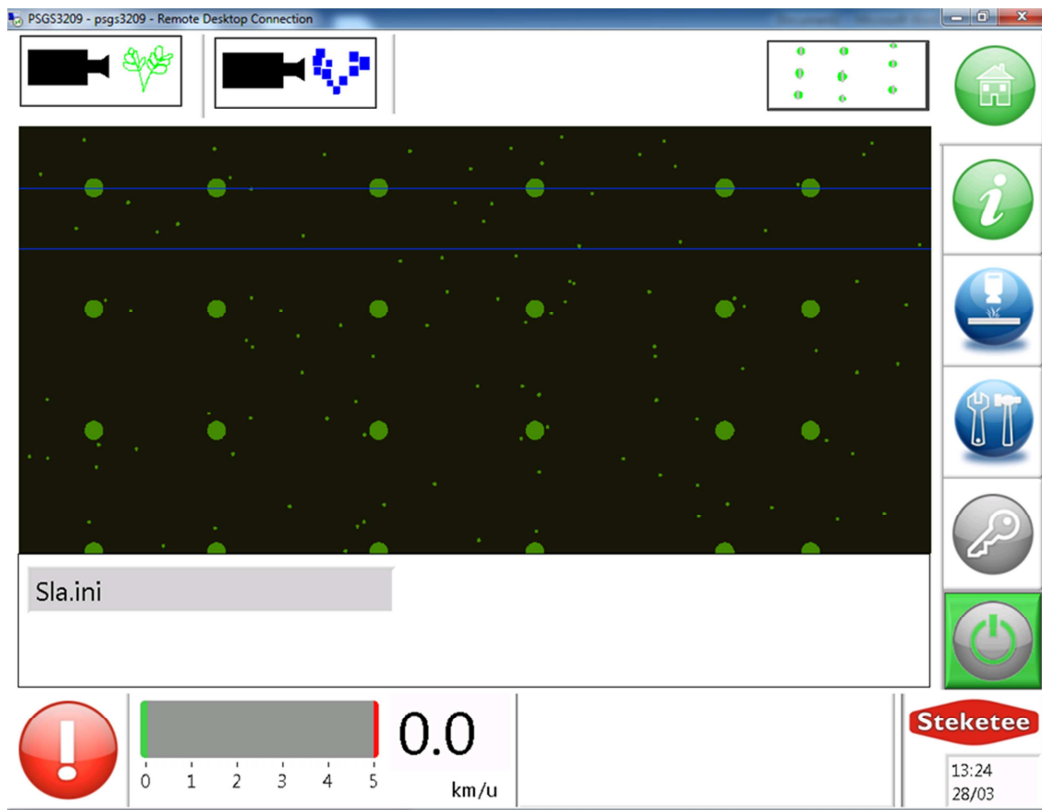 PSGS3209 - psgs3209 - Remote Desktop Connection
Sla.ini
0 1 2 3 4 5
0.0
km/u
Steketee
13:24
28/03